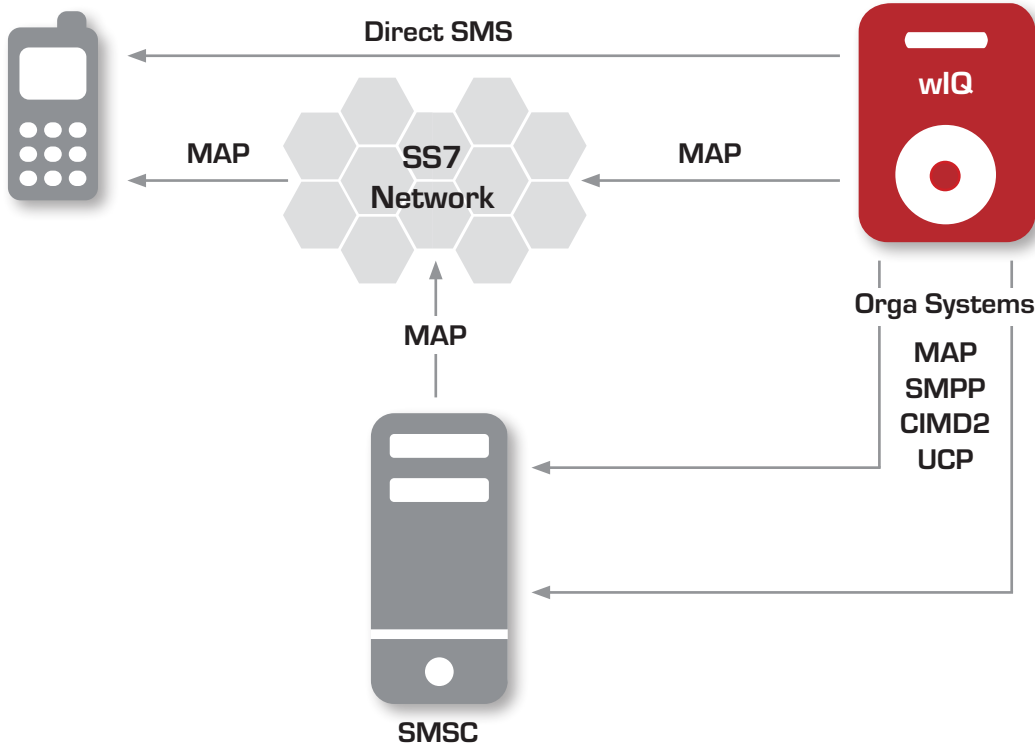 Direct SMS
wIQ
MAP
SS7
Network
MAP
MAP
Orga Systems
MAP
SMPP
CIMD2
UCP
SMSC